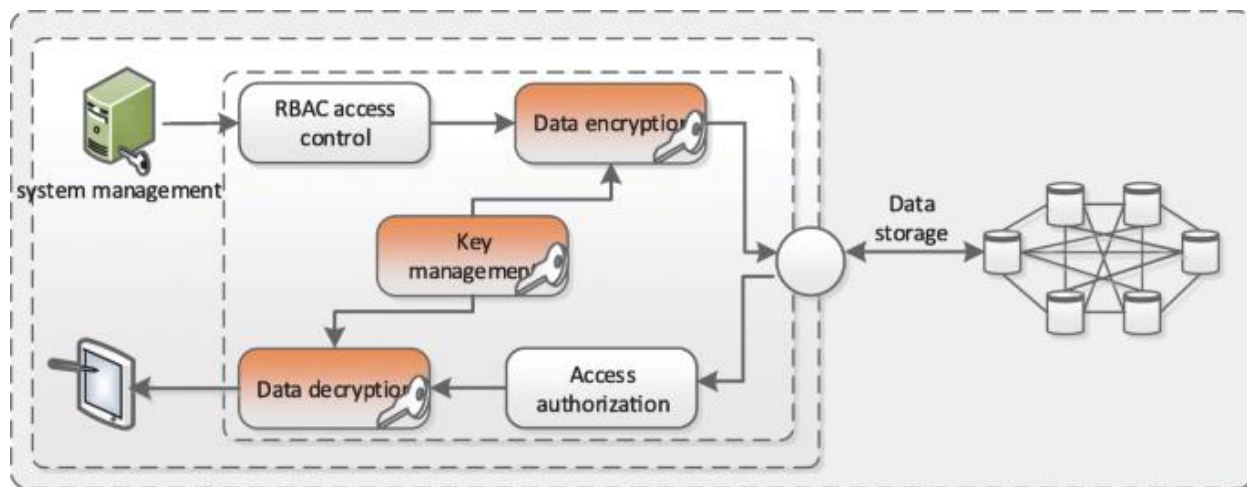 RBAC access
control
Data encryption
system management
Key
management
Data
storage
Data decryption
Access
authorization